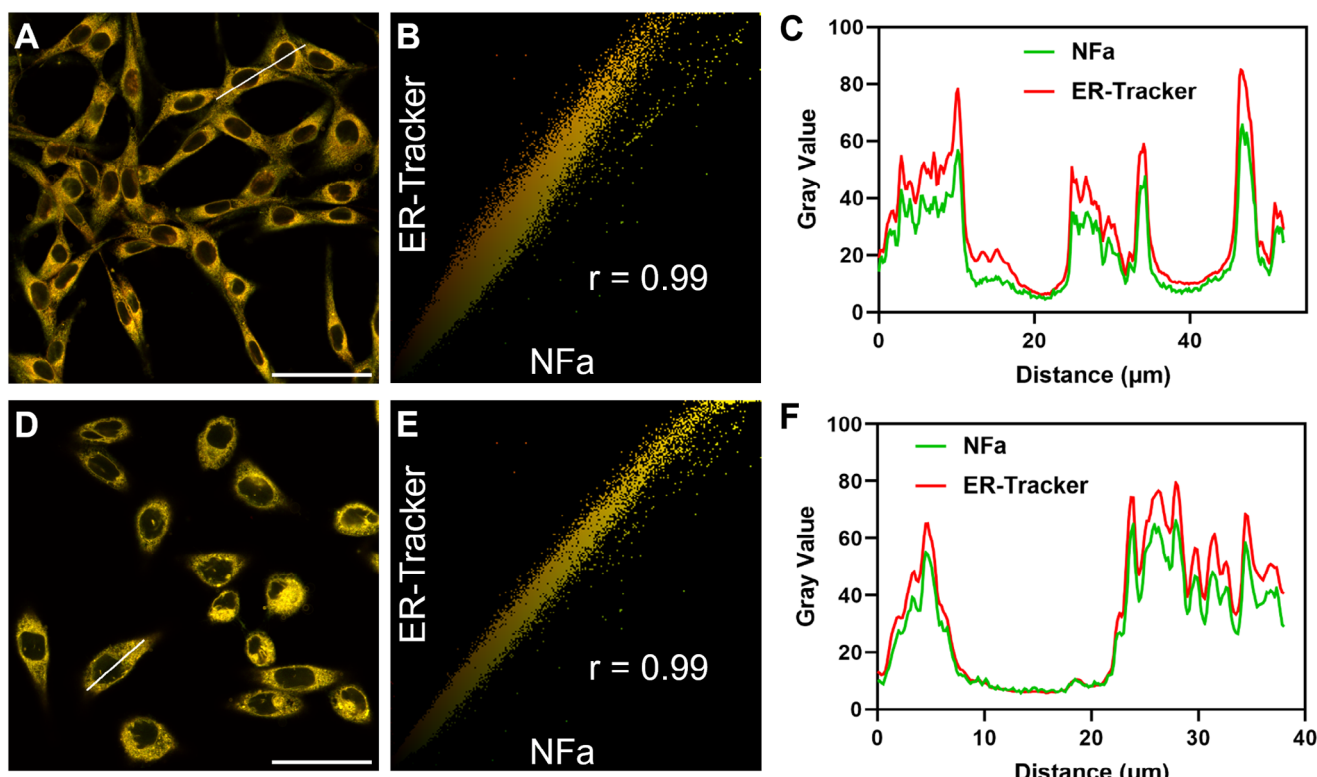 A
B
ER-Tracker
r = 0.99
NFa
C
NFa
ER-Tracker
Gray Value
100
80
60
40
20
0
0
20
40
Distance (µm)
D
E
ER-Tracker
r = 0.99
NFa
F
NFa
ER-Tracker
Gray Value
100
80
60
40
20
0
0
10
20
30
40
Distance (µm)